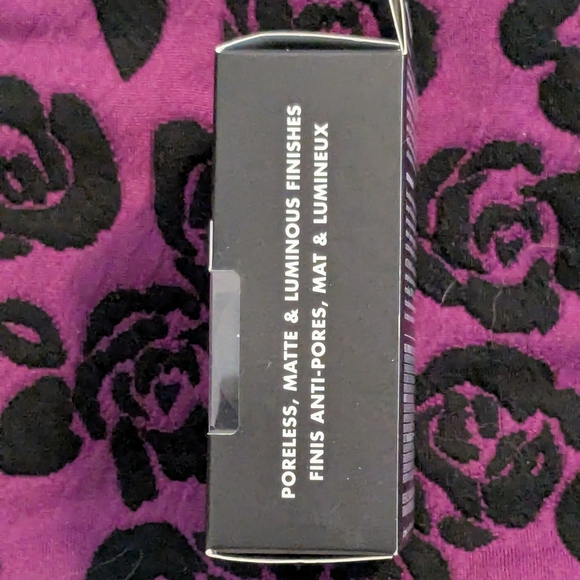 PORELESS, MATTE & LUMINOUS FINISHES
FINIS ANTI-PORES, MAT & LUMINEUX